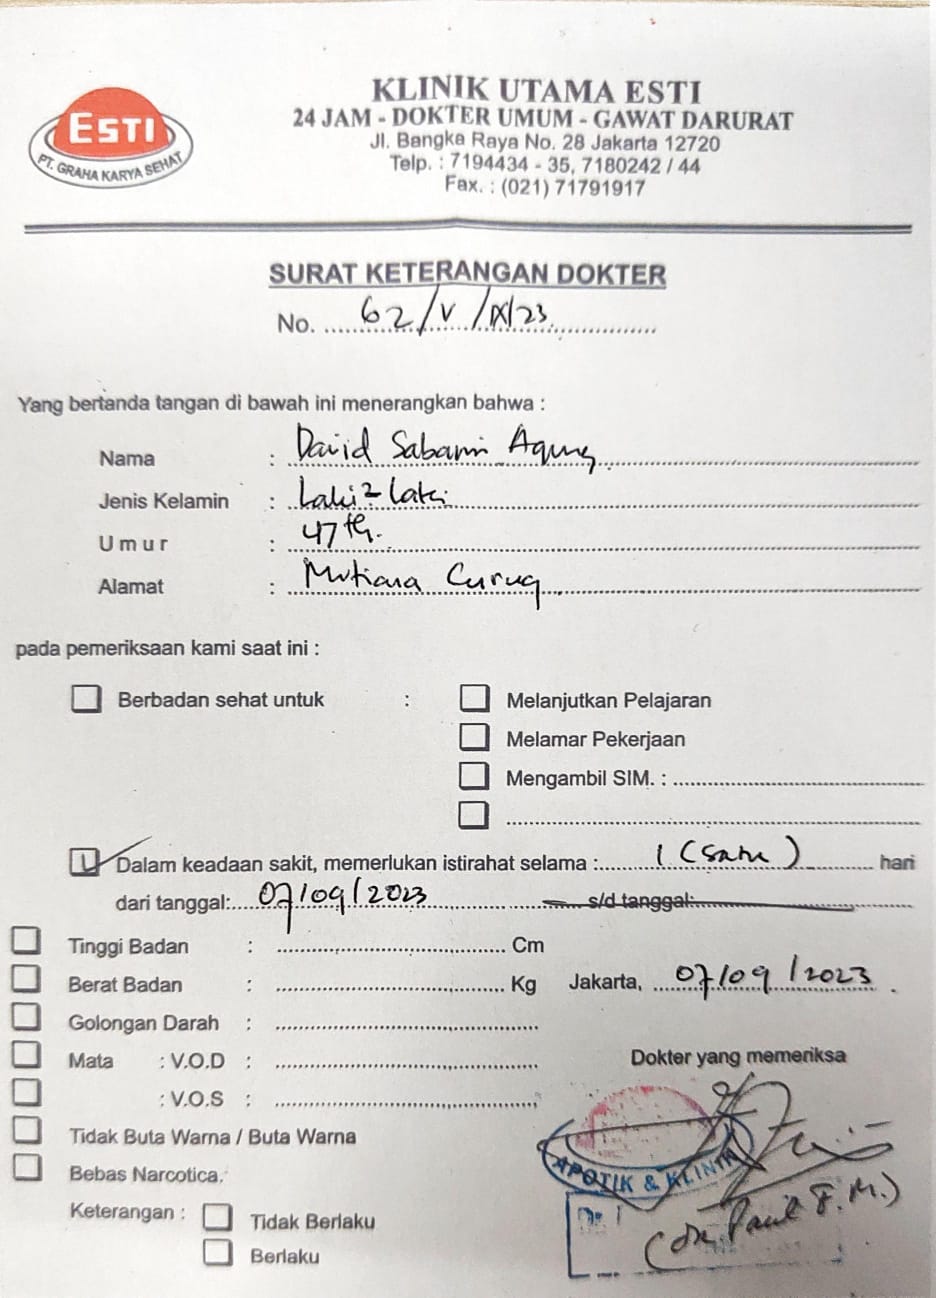 ESTI
PT. GRAHA KARYA SEHAT
KLINIK UTAMA ESTI
24 JAM - DOKTER UMUM - GAWAT DARURAT
Jl. Bangka Raya No. 28 Jakarta 12720
Telp. : 7194434 - 35, 7180242 / 44
Fax. : (021) 71791917
SURAT KETERANGAN DOKTER
No. 62/V/IX/23
Yang bertanda tangan di bawah ini menerangkan bahwa :
Nama : David Sabami Agung
Jenis Kelamin : Laki2 laki
Umur : 47 th.
Alamat : Mutiara Curug
pada pemeriksaan kami saat ini :
Berbadan sehat untuk : Melanjutkan Pelajaran
Melamar Pekerjaan
Mengambil SIM. :
Dalam keadaan sakit, memerlukan istirahat selama : 1 (satu) hari
dari tanggal: 07/09/2023 s/d tanggal:
Tinggi Badan : Cm
Berat Badan : Kg Jakarta, 07/09/2023
Golongan Darah :
Mata : V.O.D :
: V.O.S :
Dokter yang memeriksa
Tidak Buta Warna / Buta Warna
Bebas Narcotica.
APOTIK & KLINIK
Keterangan : Tidak Berlaku
Berlaku
(dr Paul F.M.)